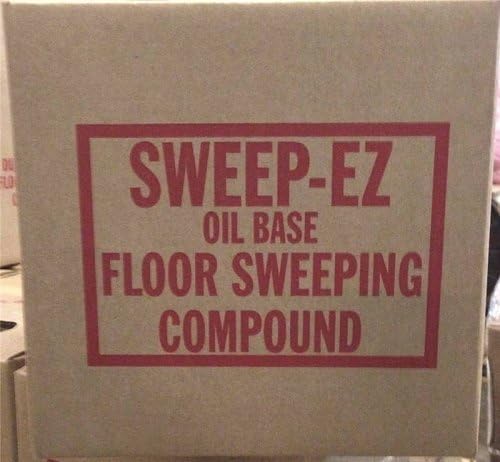 SWEEP-EZ
OIL BASE
FLOOR SWEEPING
COMPOUND